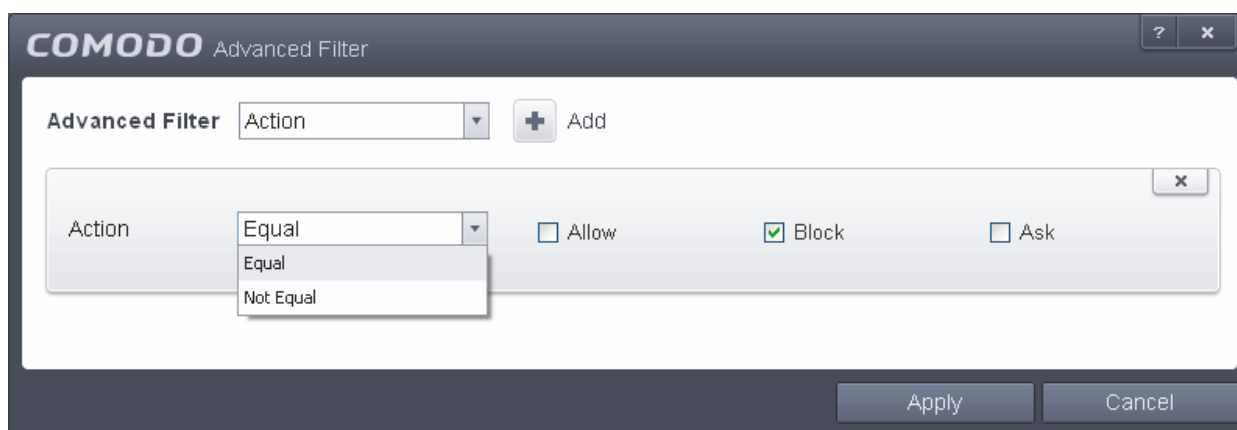 COMODO Advanced Filter ? x
Advanced Filter Action + Add
x
Action Equal Allow Block Ask
Equal
Not Equal
Apply Cancel